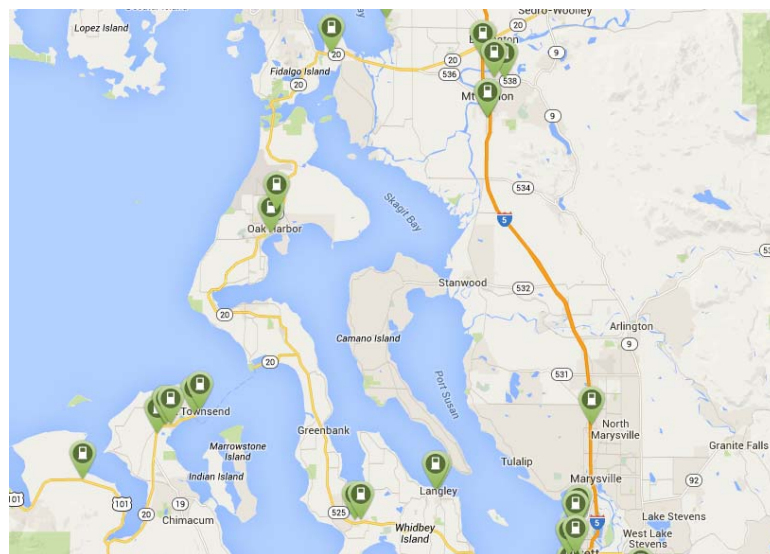 Lopez Island
Sedro-Woolley
20
20
20
9
Fidalgo Island
20
536
538
Mt
9
534
Skagit Bay
Oak Harbor
5
Stanwood
532
20
Arlington
9
Camano Island
20
531
Port Susan
Townsend
Greenbank
North
Marysville
Marrowstone
Island
Granite Falls
Tulalip
Indian Island
Langley
Marysville
92
101
101
19
525
Lake Stevens
20
Chimacum
Whidbey
Island
5
West Lake
Stevens